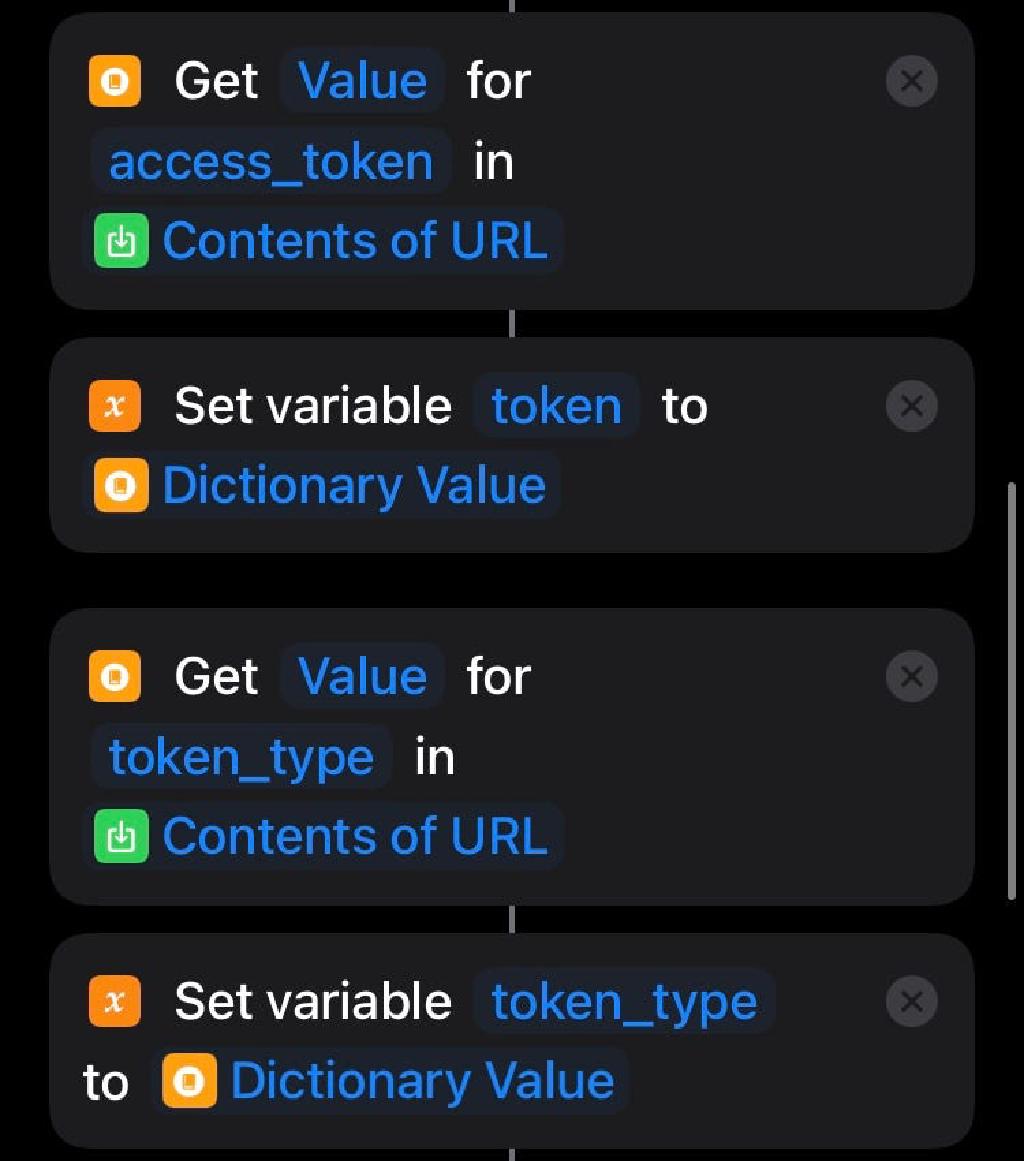 Get Value for
access_token in
Contents of URL
x Set variable token to
Dictionary Value
Get Value for
token_type in
Contents of URL
x Set variable token_type
to Dictionary Value